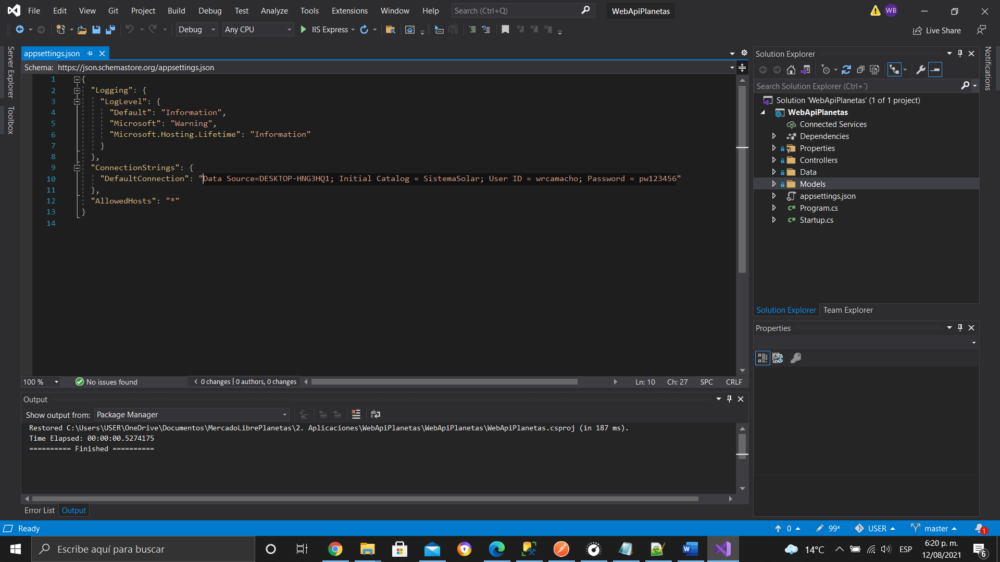 File Edit View Git Project Build Debug Test Analyze Tools Extensions Window Help Search (Ctrl+Q) WebApiPlanetas WB
Debug Any CPU IIS Express Live Share
Server Explorer
Toolbox
appsettings.json
Schema: https://json.schemastore.org/appsettings.json
1 {
2 "Logging": {
3 "LogLevel": {
4 "Default": "Information",
5 "Microsoft": "Warning",
6 "Microsoft.Hosting.Lifetime": "Information"
7 }
8 },
9 "ConnectionStrings": {
10 "DefaultConnection": "Data Source=DESKTOP-HNG3HQ1; Initial Catalog = SistemaSolar; User ID = wrcamacho; Password = pw123456"
11 },
12 "AllowedHosts": "*"
13 }
14
100 % No issues found 0 changes | 0 authors, 0 changes Ln: 10 Ch: 27 SPC CRLF
Output
Show output from: Package Manager
Restored C:\Users\USER\OneDrive\Documentos\MercadoLibrePlanetas\2. Aplicaciones\WebApiPlanetas\WebApiPlanetas\WebApiPlanetas.csproj (in 187 ms).
Time Elapsed: 00:00:00.5274175
========== Finished ==========
Error List Output
Solution Explorer
Search Solution Explorer (Ctrl+´)
Solution 'WebApiPlanetas' (1 of 1 project)
WebApiPlanetas
Connected Services
Dependencies
Properties
Controllers
Data
Models
appsettings.json
C# Program.cs
C# Startup.cs
Solution Explorer Team Explorer
Properties
Notifications
Ready 0 99* USER master 1
Escribe aquí para buscar 14°C ESP 6:20 p. m.
12/08/2021 6